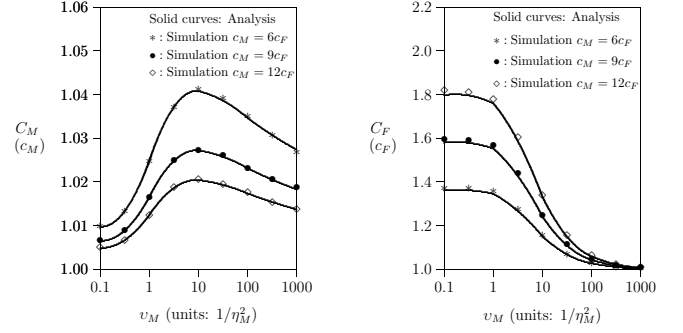 1.06
1.05
1.04
1.03
1.02
1.01
1.00
C_M
(c_M)
Solid curves: Analysis
* : Simulation c_M = 6c_F
● : Simulation c_M = 9c_F
◇ : Simulation c_M = 12c_F
0.1 1 10 100 1000
υ_M (units: 1/η_M^2)
2.2
2.0
1.8
1.6
1.4
1.2
1.0
C_F
(c_F)
Solid curves: Analysis
* : Simulation c_M = 6c_F
● : Simulation c_M = 9c_F
◇ : Simulation c_M = 12c_F
0.1 1 10 100 1000
υ_M (units: 1/η_M^2)